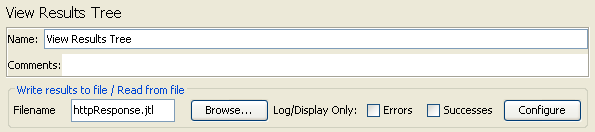 View Results Tree
Name: View Results Tree
Comments:
Write results to file / Read from file
Filename httpResponse.jtl Browse... Log/Display Only: Errors Successes Configure